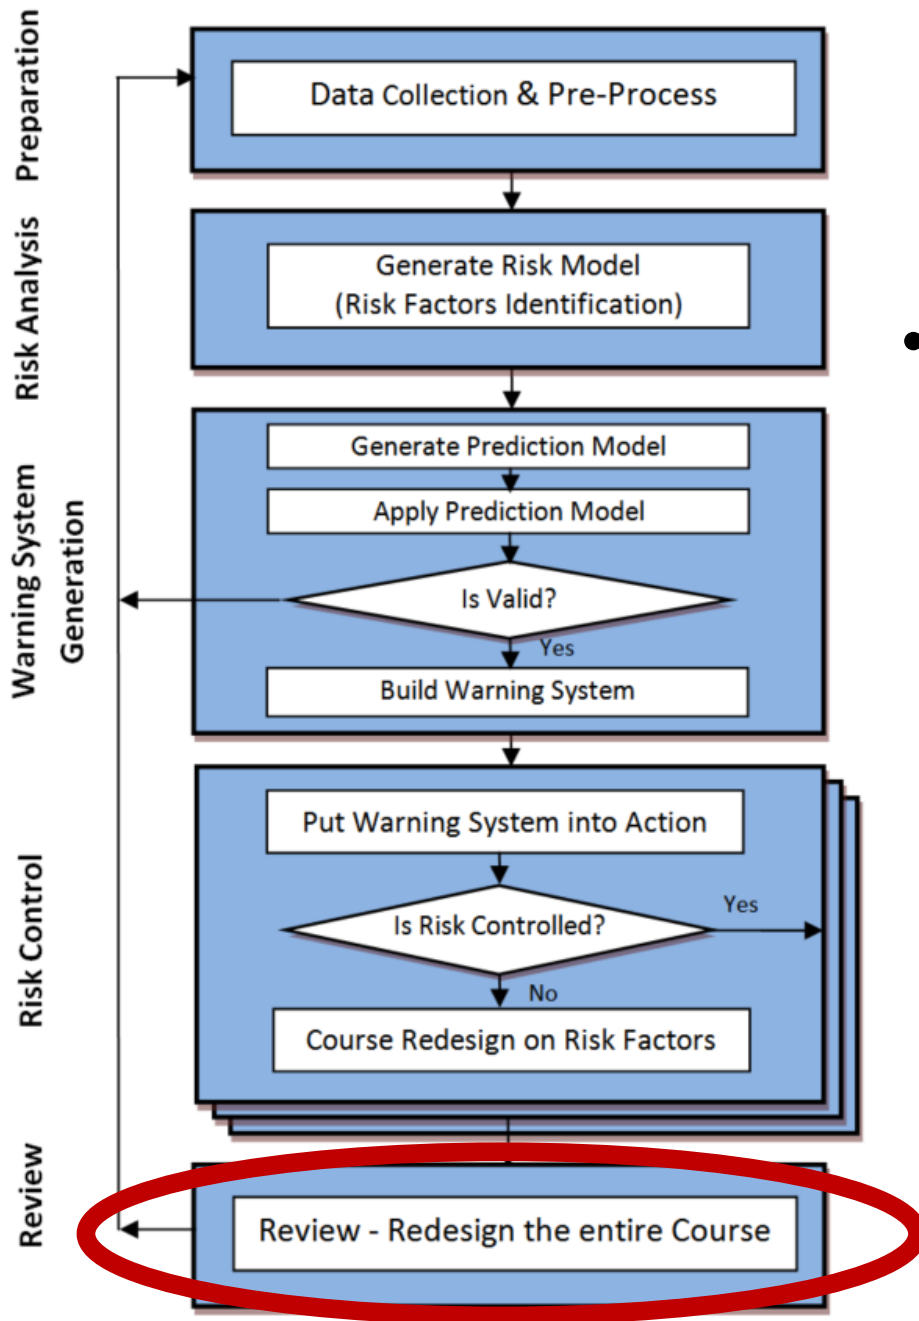 Preparation
Data Collection & Pre-Process
Risk Analysis
Generate Risk Model
(Risk Factors Identification)
•
Warning System
Generation
Generate Prediction Model
Apply Prediction Model
Is Valid?
Yes
Build Warning System
Risk Control
Put Warning System into Action
Is Risk Controlled?
Yes
No
Course Redesign on Risk Factors
Review
Review - Redesign the entire Course